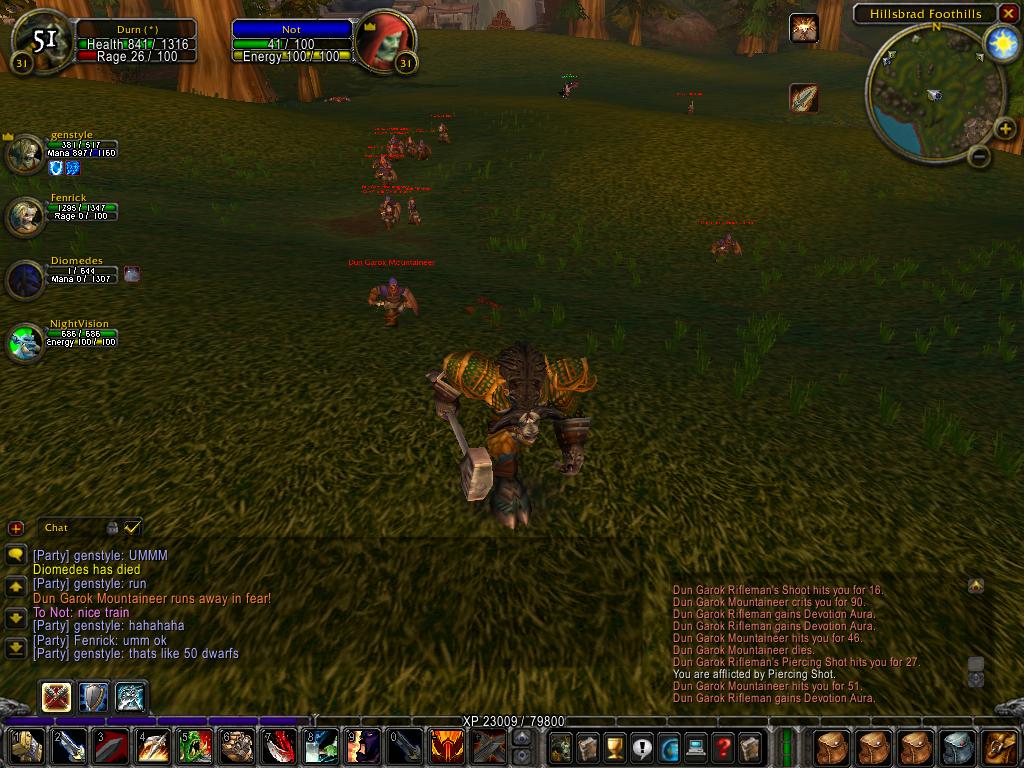 51
Durn (*)
Health 841 / 1316
Rage 26 / 100
31
Not
41 / 100
Energy 100 / 100
31
Hillsbrad Foothills
N
genstyle
381 / 517
Mana 897 / 1160
Fenrick
1295 / 1347
Rage 0 / 100
Diomedes
1 / 644
Mana 0 / 1307
NightVision
686 / 686
Energy 100 / 100
Dun Garok Mountaineer
Chat
[Party] genstyle: UMMM
Diomedes has died
[Party] genstyle: run
Dun Garok Mountaineer runs away in fear!
To Not: nice train
[Party] genstyle: hahahaha
[Party] Fenrick: umm ok
[Party] genstyle: thats like 50 dwarfs
Dun Garok Rifleman's Shoot hits you for 16.
Dun Garok Mountaineer crits you for 90.
Dun Garok Rifleman gains Devotion Aura.
Dun Garok Rifleman gains Devotion Aura.
Dun Garok Mountaineer hits you for 46.
Dun Garok Mountaineer dies.
Dun Garok Rifleman's Piercing Shot hits you for 27.
You are afflicted by Piercing Shot.
Dun Garok Mountaineer hits you for 51.
Dun Garok Rifleman gains Devotion Aura.
XP 23009 / 79800
1 2 3 4 5 6 7 8 9 0 - =